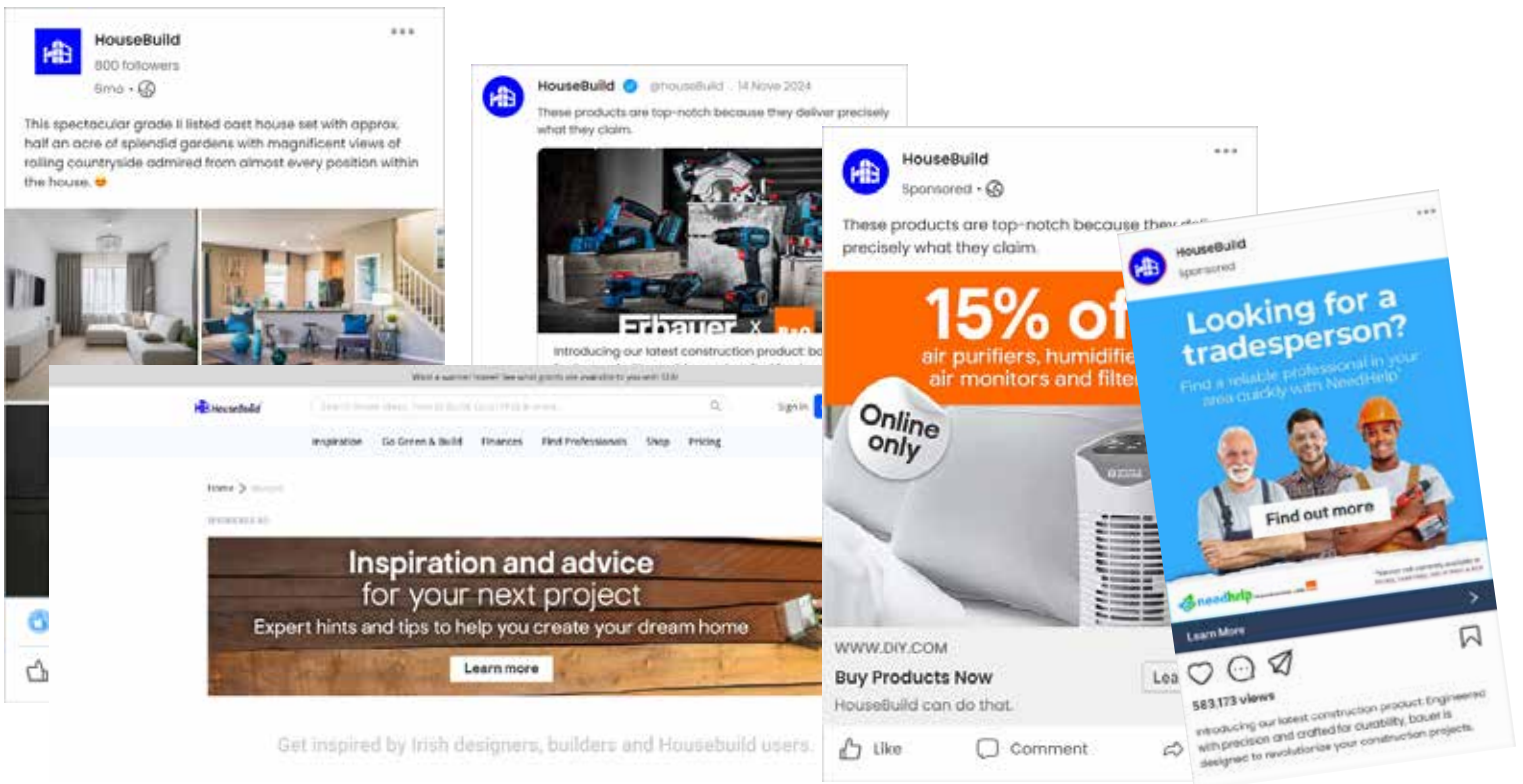 HouseBuild
800 followers
6mo •
This spectacular grade II listed oast house set with approx.
half an acre of splendid gardens with magnificent views of
rolling countryside admired from almost every position within
the house.
HouseBuild @HouseBuild . 14 Nove 2024
These products are top-notch because they deliver precisely
what they claim.
Erbauer X B&Q
Introducing our latest construction product:
HouseBuild
Sponsored •
These products are top-notch because they
precisely what they claim.
15% of
air purifiers, humidifie
air monitors and filter
Online
only
WWW.DIY.COM
Buy Products Now
Lea
HouseBuild can do that.
Like Comment
HouseBuild
Sponsored
Looking for a
tradesperson?
Find a reliable professional in your
area quickly with NeedHelp*
Find out more
needhelp
Learn More
583,173 views
Introducing our latest construction product: Engineered
with precision and crafted for durability, bauer is
designed to revolutionise your construction projects.
HouseBuild
Sign in
Inspiration Go Green & Build Finances Find Professionals Shop Pricing
Home
Inspiration and advice
for your next project
Expert hints and tips to help you create your dream home
Learn more
Get inspired by Irish designers, builders and Housebuild users.